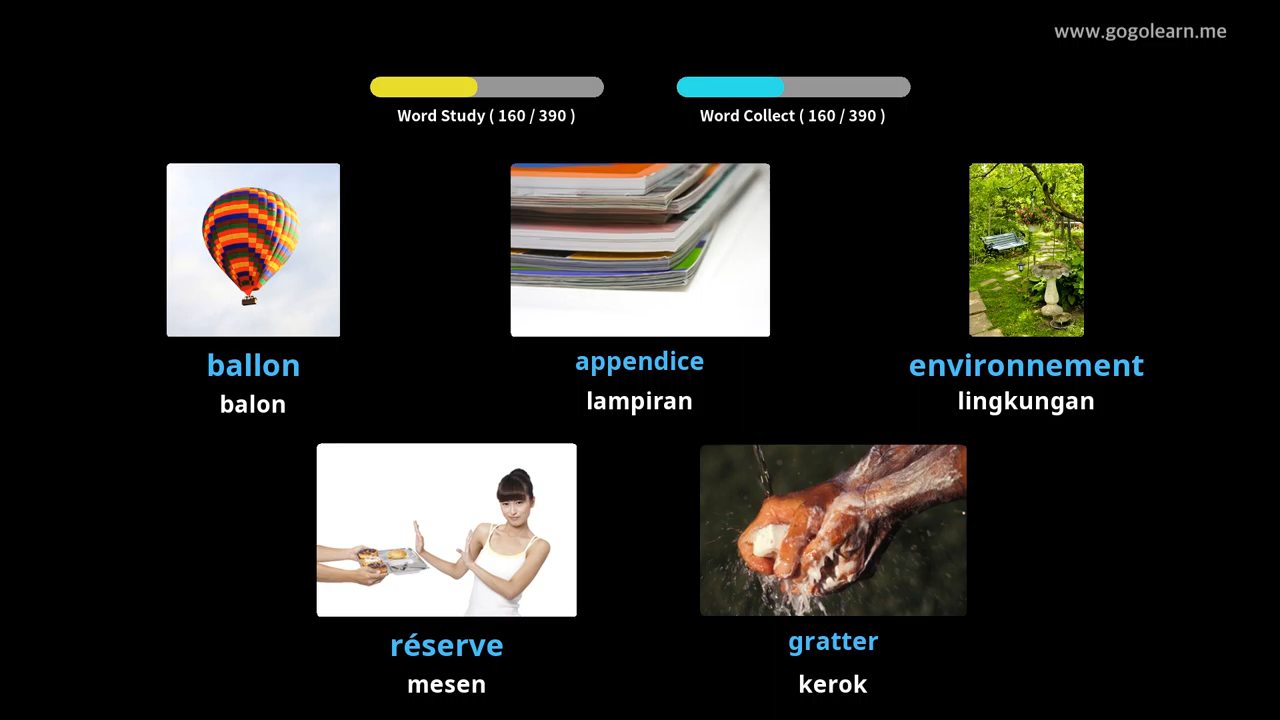 www.gogolearn.me
Word Study ( 160 / 390 )
Word Collect ( 160 / 390 )
ballon
balon
appendice
lampiran
environnement
lingkungan
réserve
mesen
gratter
kerok